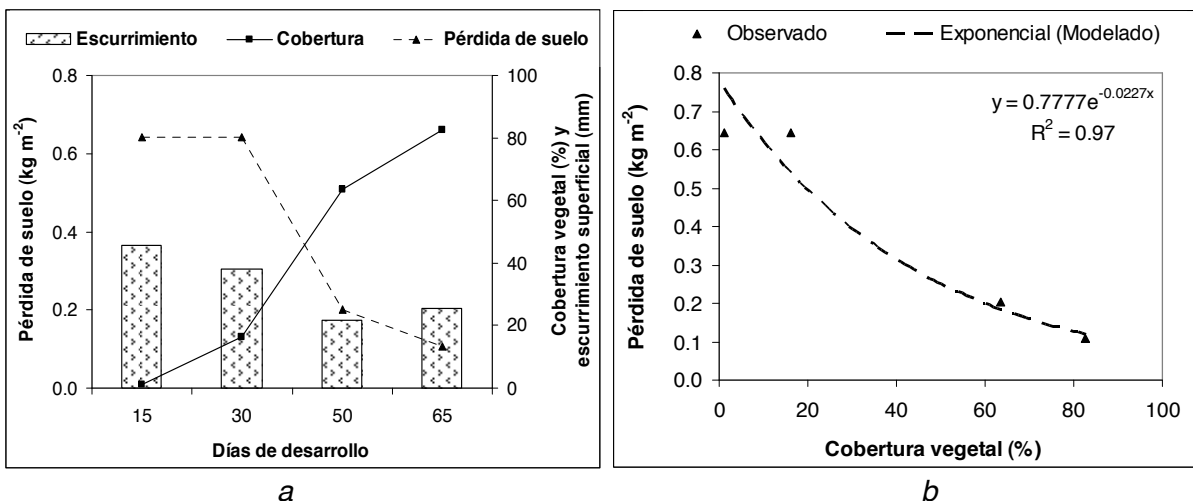 Escurrimiento Cobertura Pérdida de suelo
0.8
0.6
0.4
0.2
0.0
Pérdida de suelo (kg m-2)
100
80
60
40
20
0
Cobertura vegetal (%) y
escurrimiento superficial (mm)
15 30 50 65
Días de desarrollo
a
Observado Exponencial (Modelado)
y = 0.7777e-0.0227x
R2 = 0.97
0.8
0.7
0.6
0.5
0.4
0.3
0.2
0.1
0.0
Pérdida de suelo (kg m-2)
0 20 40 60 80 100
Cobertura vegetal (%)
b